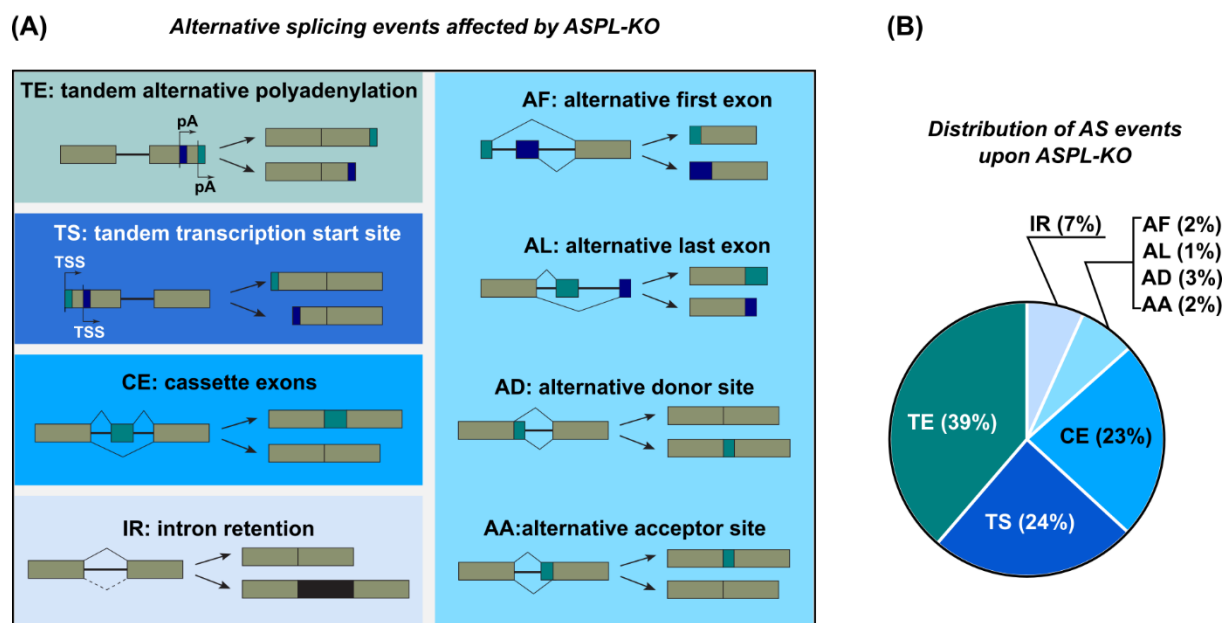 (A)
Alternative splicing events affected by ASPL-KO
TE: tandem alternative polyadenylation
pA
pA
TS: tandem transcription start site
TSS
TSS
CE: cassette exons
IR: intron retention
AF: alternative first exon
AL: alternative last exon
AD: alternative donor site
AA:alternative acceptor site
(B)
Distribution of AS events
upon ASPL-KO
IR (7%)
AF (2%)
AL (1%)
AD (3%)
AA (2%)
TE (39%)
CE (23%)
TS (24%)